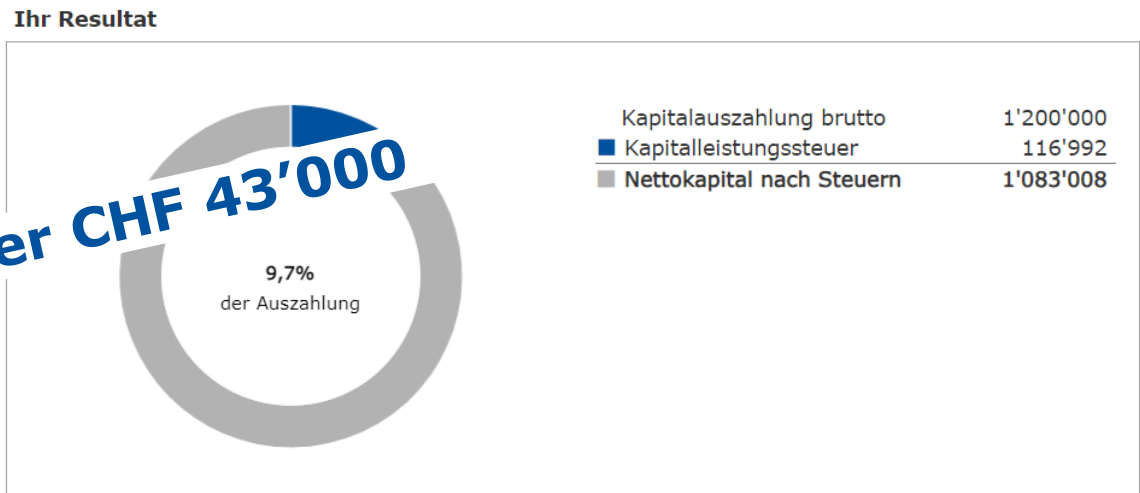 Ihr Resultat
Kapitalauszahlung brutto 1'200'000
Kapitalleistungssteuer 116'992
Nettokapital nach Steuern 1'083'008
CHF 43’000
9,7%
der Auszahlung